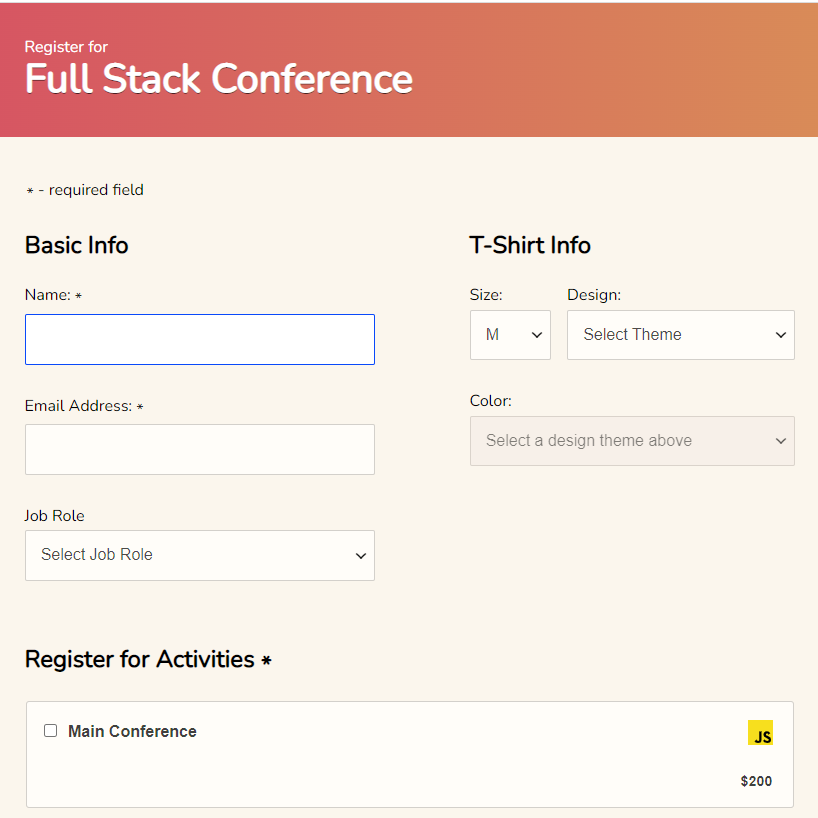 Register for
Full Stack Conference
* - required field
Basic Info
Name: *
Email Address: *
Job Role
Select Job Role
T-Shirt Info
Size:
M
Design:
Select Theme
Color:
Select a design theme above
Register for Activities *
Main Conference
JS
$200